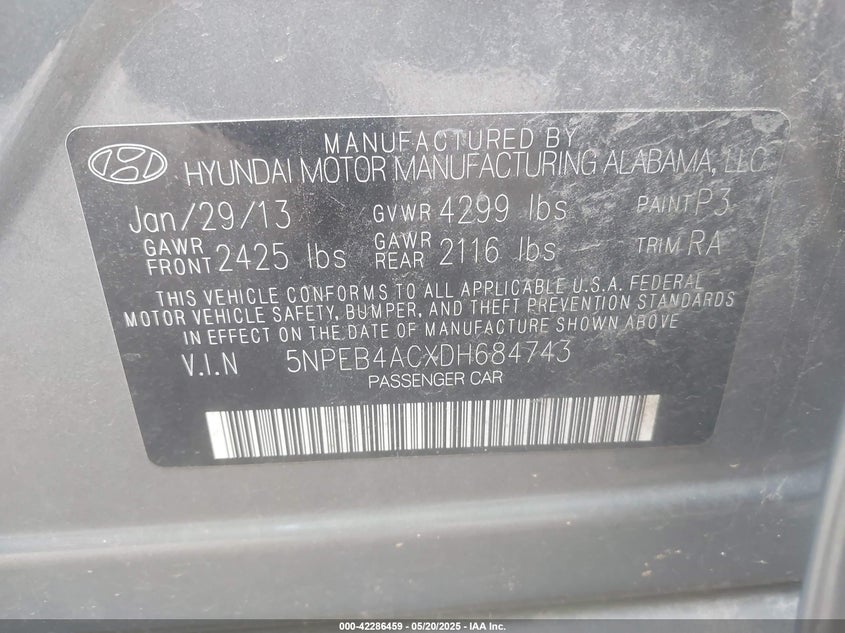 MANUFACTURED BY
HYUNDAI MOTOR MANUFACTURING ALABAMA, LLC
Jan/29/13 GVWR 4299 lbs PAINT P3
GAWR FRONT 2425 lbs GAWR REAR 2116 lbs TRIM RA
THIS VEHICLE CONFORMS TO ALL APPLICABLE U.S.A. FEDERAL
MOTOR VEHICLE SAFETY, BUMPER, AND THEFT PREVENTION STANDARDS
IN EFFECT ON THE DATE OF MANUFACTURE SHOWN ABOVE
V.I.N 5NPEB4ACXDH684743
PASSENGER CAR
000-42286459 — 05/20/2025 — IAA Inc.